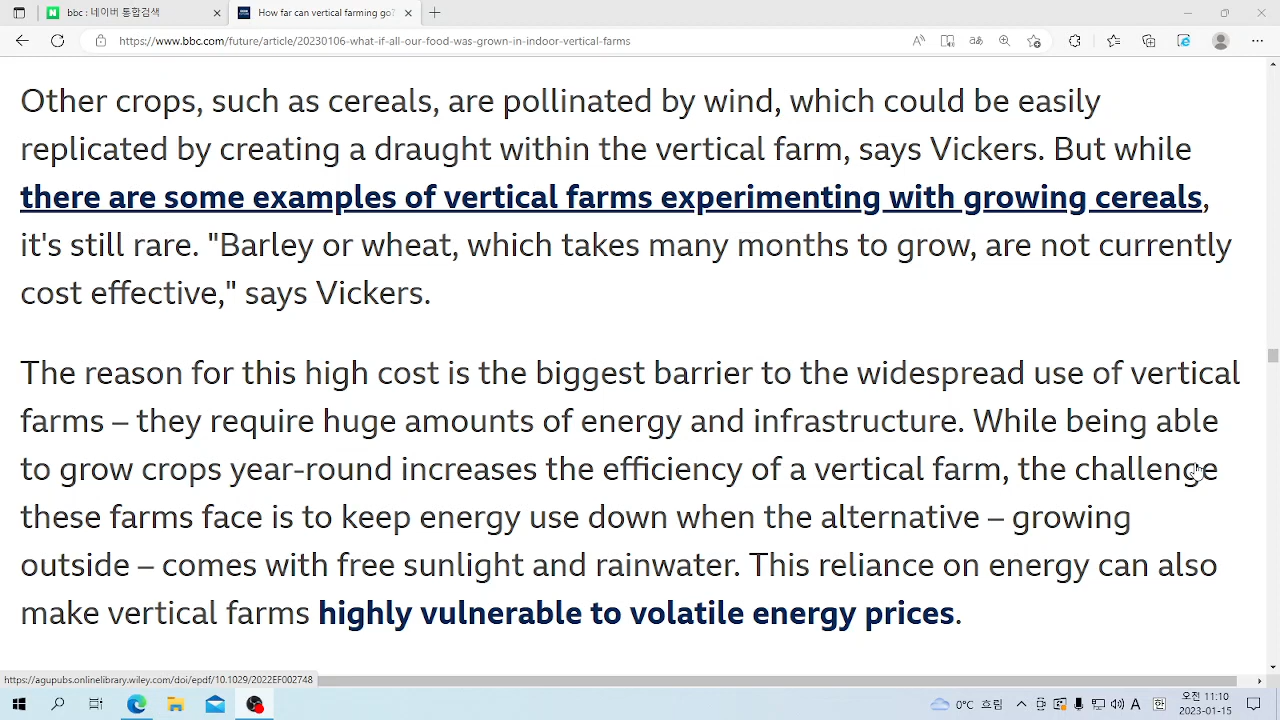 bbc : 네이버 통합검색
How far can vertical farming go?
https://www.bbc.com/future/article/20230106-what-if-all-our-food-was-grown-in-indoor-vertical-farms
Other crops, such as cereals, are pollinated by wind, which could be easily
replicated by creating a draught within the vertical farm, says Vickers. But while
there are some examples of vertical farms experimenting with growing cereals,
it's still rare. "Barley or wheat, which takes many months to grow, are not currently
cost effective," says Vickers.
The reason for this high cost is the biggest barrier to the widespread use of vertical
farms – they require huge amounts of energy and infrastructure. While being able
to grow crops year-round increases the efficiency of a vertical farm, the challenge
these farms face is to keep energy use down when the alternative – growing
outside – comes with free sunlight and rainwater. This reliance on energy can also
make vertical farms highly vulnerable to volatile energy prices.
https://agupubs.onlinelibrary.wiley.com/doi/epdf/10.1029/2022EF002748
0°C 흐림
A
오전 11:10
2023-01-15